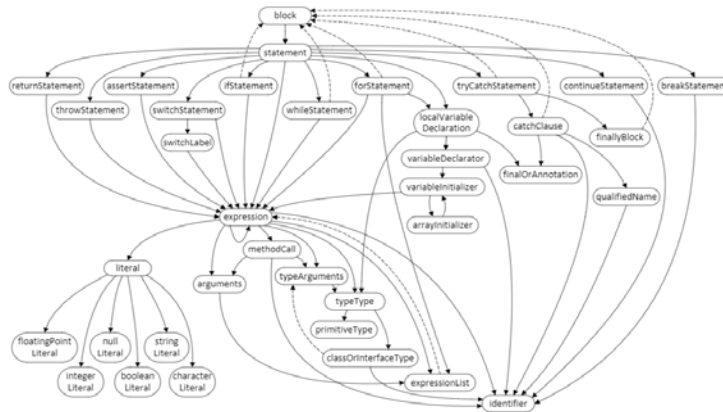 block
statement
returnStatement
assertStatement
ifStatement
forStatement
tryCatchStatement
continueStatement
breakStatement
throwStatement
switchStatement
whileStatement
localVariable
Declaration
catchClause
finallyBlock
switchLabel
variableDeclarator
finalOrAnnotation
variableInitializer
qualifiedName
expression
arrayInitializer
methodCall
literal
arguments
typeArguments
typeType
primitiveType
floatingPoint
Literal
null
Literal
string
Literal
classOrInterfaceType
integer
Literal
boolean
Literal
character
Literal
expressionList
identifier